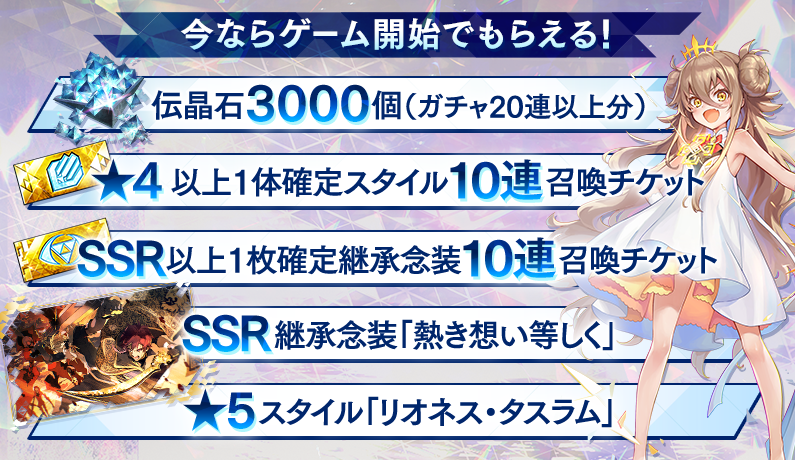 今ならゲーム開始でもらえる!
伝晶石3000個(ガチャ20連以上分)
★4以上1体確定スタイル10連召喚チケット
SSR以上1枚確定継承念装10連召喚チケット
SSR継承念装「熱き想い等しく」
★5スタイル「リオネス・タスラム」